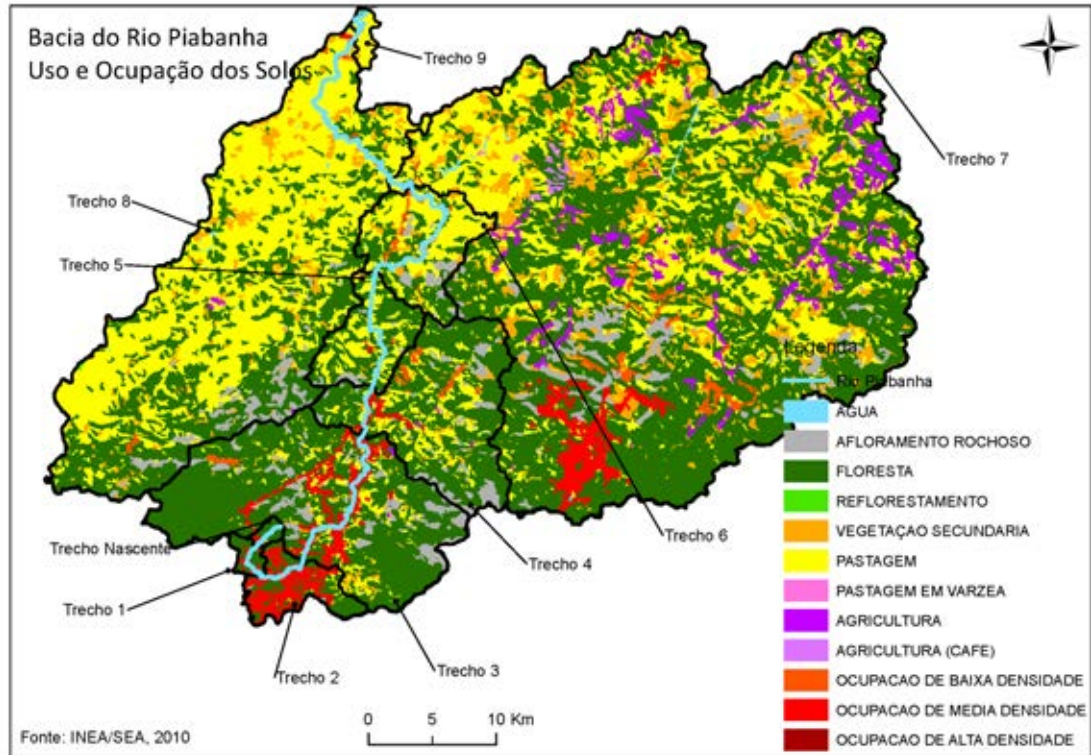 Bacia do Rio Piabanha
Uso e Ocupação dos Solos
Trecho 9
Trecho 7
Trecho 8
Trecho 5
Trecho 6
Trecho Nascente
Trecho 4
Trecho 1
Trecho 3
Trecho 2
Legenda
Rio Piabanha
AGUA
AFLORAMENTO ROCHOSO
FLORESTA
REFLORESTAMENTO
VEGETAÇAO SECUNDARIA
PASTAGEM
PASTAGEM EM VARZEA
AGRICULTURA
AGRICULTURA (CAFE)
OCUPACAO DE BAIXA DENSIDADE
OCUPACAO DE MEDIA DENSIDADE
OCUPACAO DE ALTA DENSIDADE
0 5 10 Km
Fonte: INEA/SEA, 2010